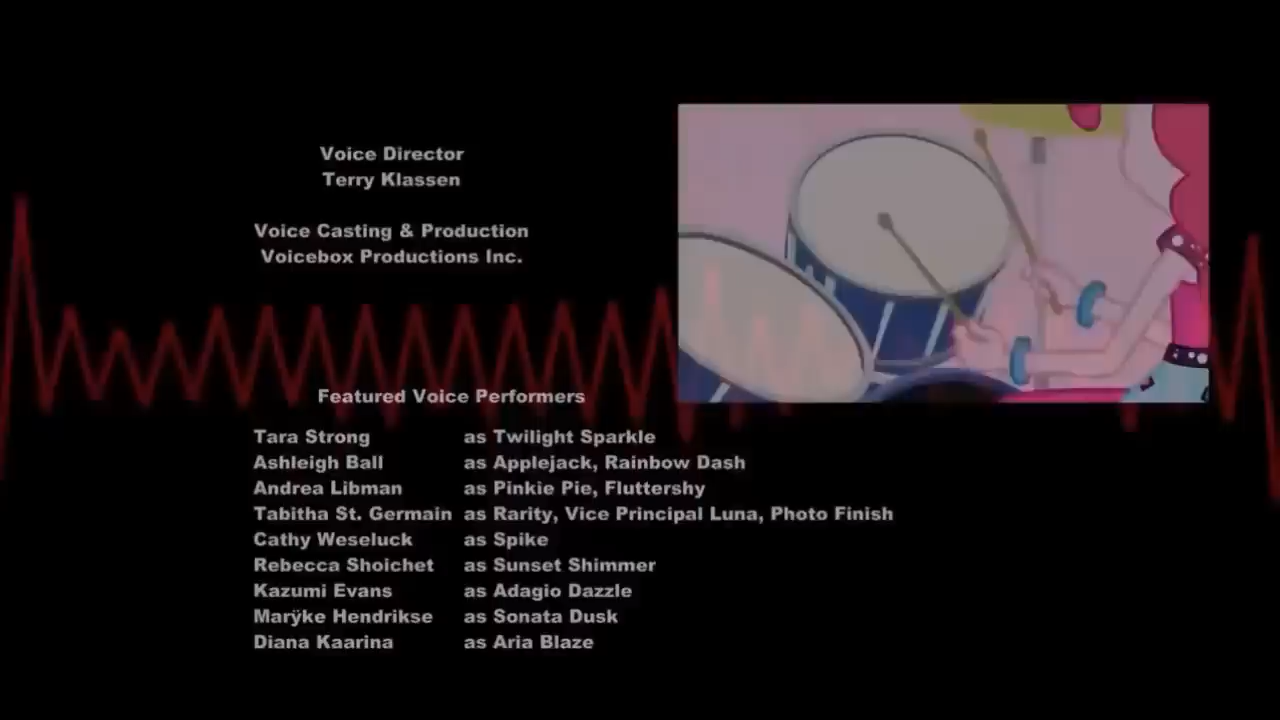 Voice Director
Terry Klassen
Voice Casting & Production
Voicebox Productions Inc.
Featured Voice Performers
Tara Strong as Twilight Sparkle
Ashleigh Ball as Applejack, Rainbow Dash
Andrea Libman as Pinkie Pie, Fluttershy
Tabitha St. Germain as Rarity, Vice Principal Luna, Photo Finish
Cathy Weseluck as Spike
Rebecca Shoichet as Sunset Shimmer
Kazumi Evans as Adagio Dazzle
Marÿke Hendrikse as Sonata Dusk
Diana Kaarina as Aria Blaze